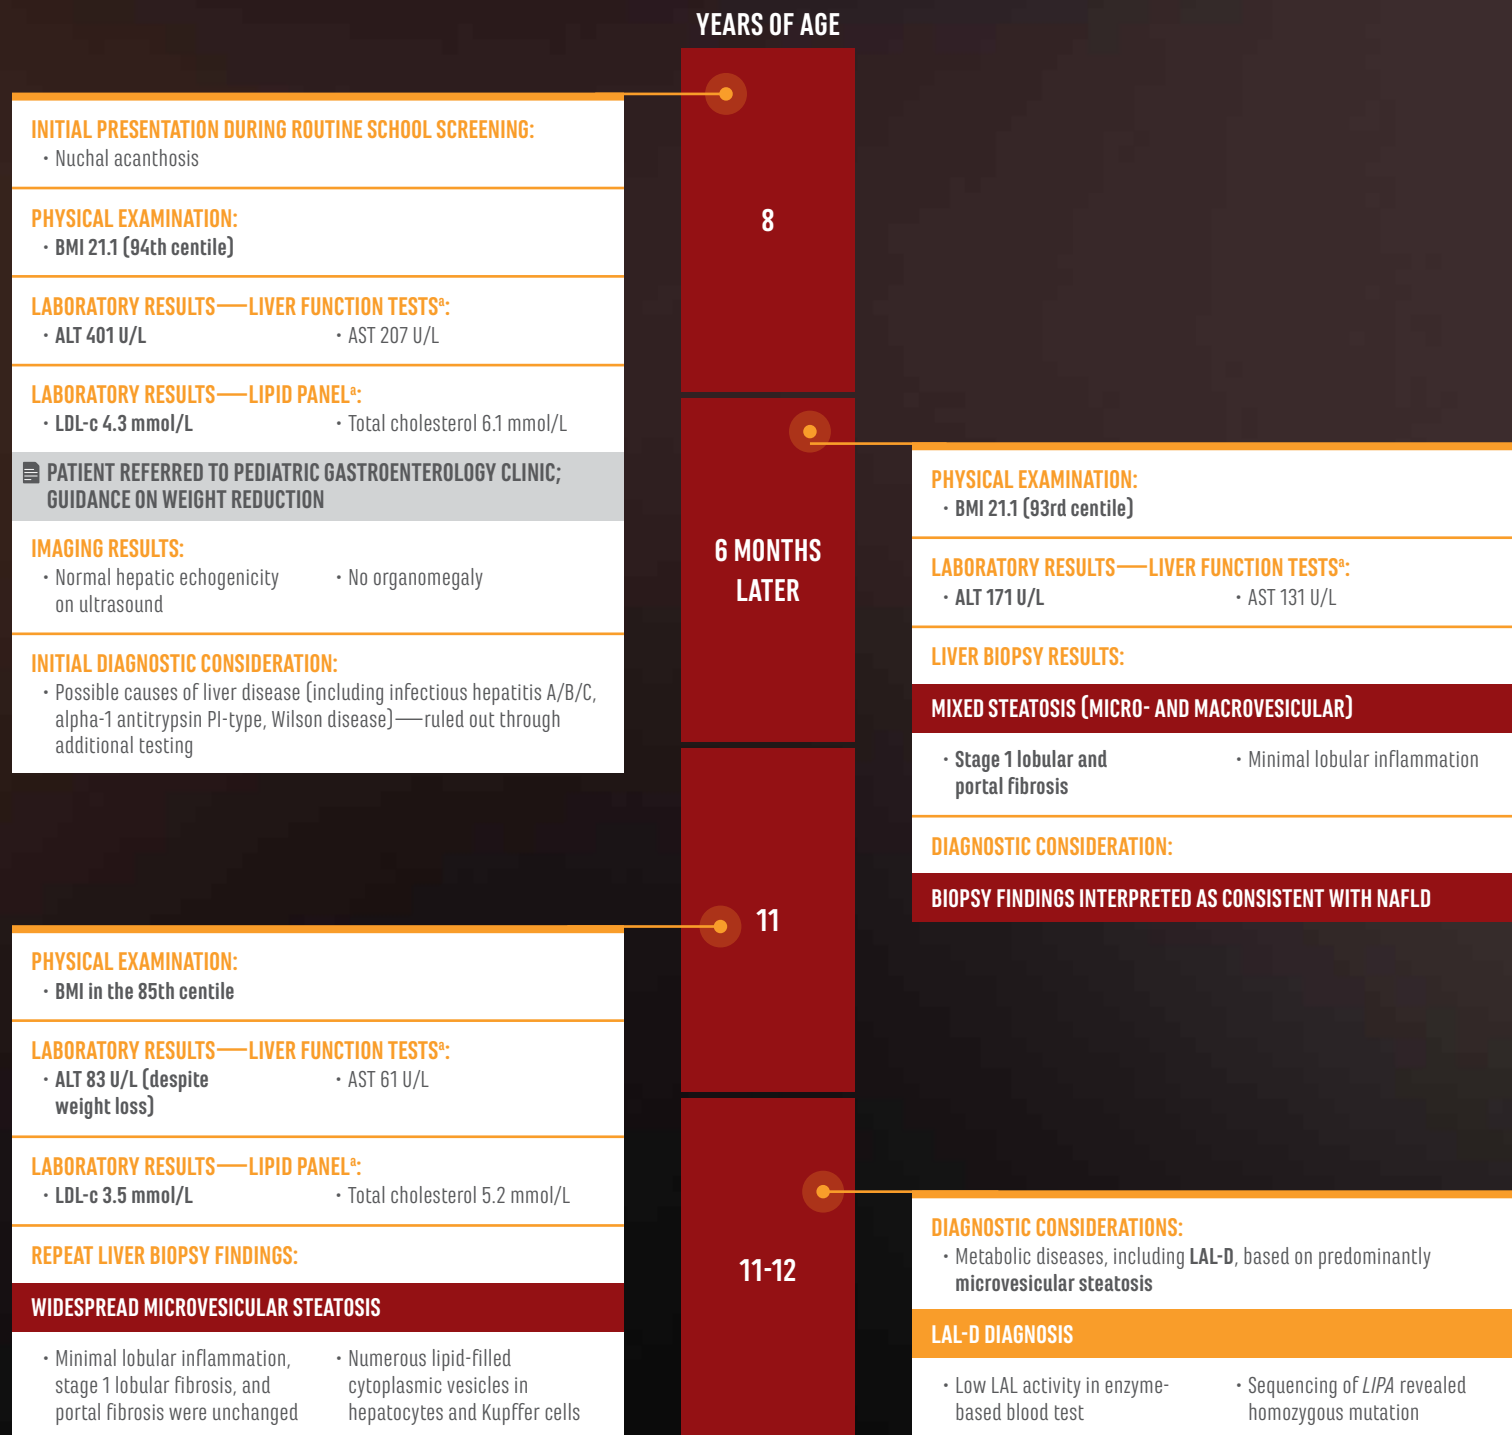 YEARS OF AGE
8
INITIAL PRESENTATION DURING ROUTINE SCHOOL SCREENING:
• Nuchal acanthosis
PHYSICAL EXAMINATION:
• BMI 21.1 (94th centile)
LABORATORY RESULTS—LIVER FUNCTION TESTSª:
• ALT 401 U/L • AST 207 U/L
LABORATORY RESULTS—LIPID PANELª:
• LDL-c 4.3 mmol/L • Total cholesterol 6.1 mmol/L
PATIENT REFERRED TO PEDIATRIC GASTROENTEROLOGY CLINIC;
GUIDANCE ON WEIGHT REDUCTION
IMAGING RESULTS:
• Normal hepatic echogenicity
on ultrasound
• No organomegaly
INITIAL DIAGNOSTIC CONSIDERATION:
• Possible causes of liver disease (including infectious hepatitis A/B/C,
alpha-1 antitrypsin PI-type, Wilson disease)—ruled out through
additional testing
6 MONTHS
LATER
PHYSICAL EXAMINATION:
• BMI 21.1 (93rd centile)
LABORATORY RESULTS—LIVER FUNCTION TESTSª:
• ALT 171 U/L • AST 131 U/L
LIVER BIOPSY RESULTS:
MIXED STEATOSIS (MICRO- AND MACROVESICULAR)
• Stage 1 lobular and
portal fibrosis
• Minimal lobular inflammation
DIAGNOSTIC CONSIDERATION:
BIOPSY FINDINGS INTERPRETED AS CONSISTENT WITH NAFLD
11
PHYSICAL EXAMINATION:
• BMI in the 85th centile
LABORATORY RESULTS—LIVER FUNCTION TESTSª:
• ALT 83 U/L (despite
weight loss)
• AST 61 U/L
LABORATORY RESULTS—LIPID PANELª:
• LDL-c 3.5 mmol/L • Total cholesterol 5.2 mmol/L
REPEAT LIVER BIOPSY FINDINGS:
WIDESPREAD MICROVESICULAR STEATOSIS
• Minimal lobular inflammation,
stage 1 lobular fibrosis, and
portal fibrosis were unchanged
• Numerous lipid-filled
cytoplasmic vesicles in
hepatocytes and Kupffer cells
11-12
DIAGNOSTIC CONSIDERATIONS:
• Metabolic diseases, including LAL-D, based on predominantly
microvesicular steatosis
LAL-D DIAGNOSIS
• Low LAL activity in enzyme-
based blood test
• Sequencing of LIPA revealed
homozygous mutation